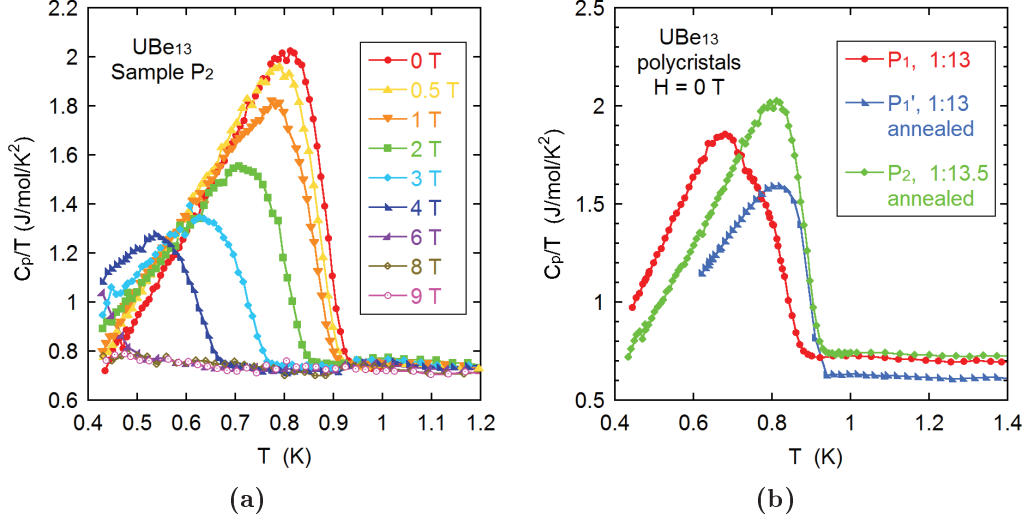 UBe13
Sample P2
0 T
0.5 T
1 T
2 T
3 T
4 T
6 T
8 T
9 T
2.2
2.0
1.8
1.6
1.4
1.2
1.0
0.8
0.6
0.4 0.5 0.6 0.7 0.8 0.9 1 1.1 1.2
Cp/T (J/mol/K2)
T (K)
(a)
UBe13
polycristals
H = 0 T
P1, 1:13
P1', 1:13
annealed
P2, 1:13.5
annealed
2.5
2
1.5
1
0.5
0.4 0.6 0.8 1 1.2 1.4
Cp/T (J/mol/K2)
T (K)
(b)